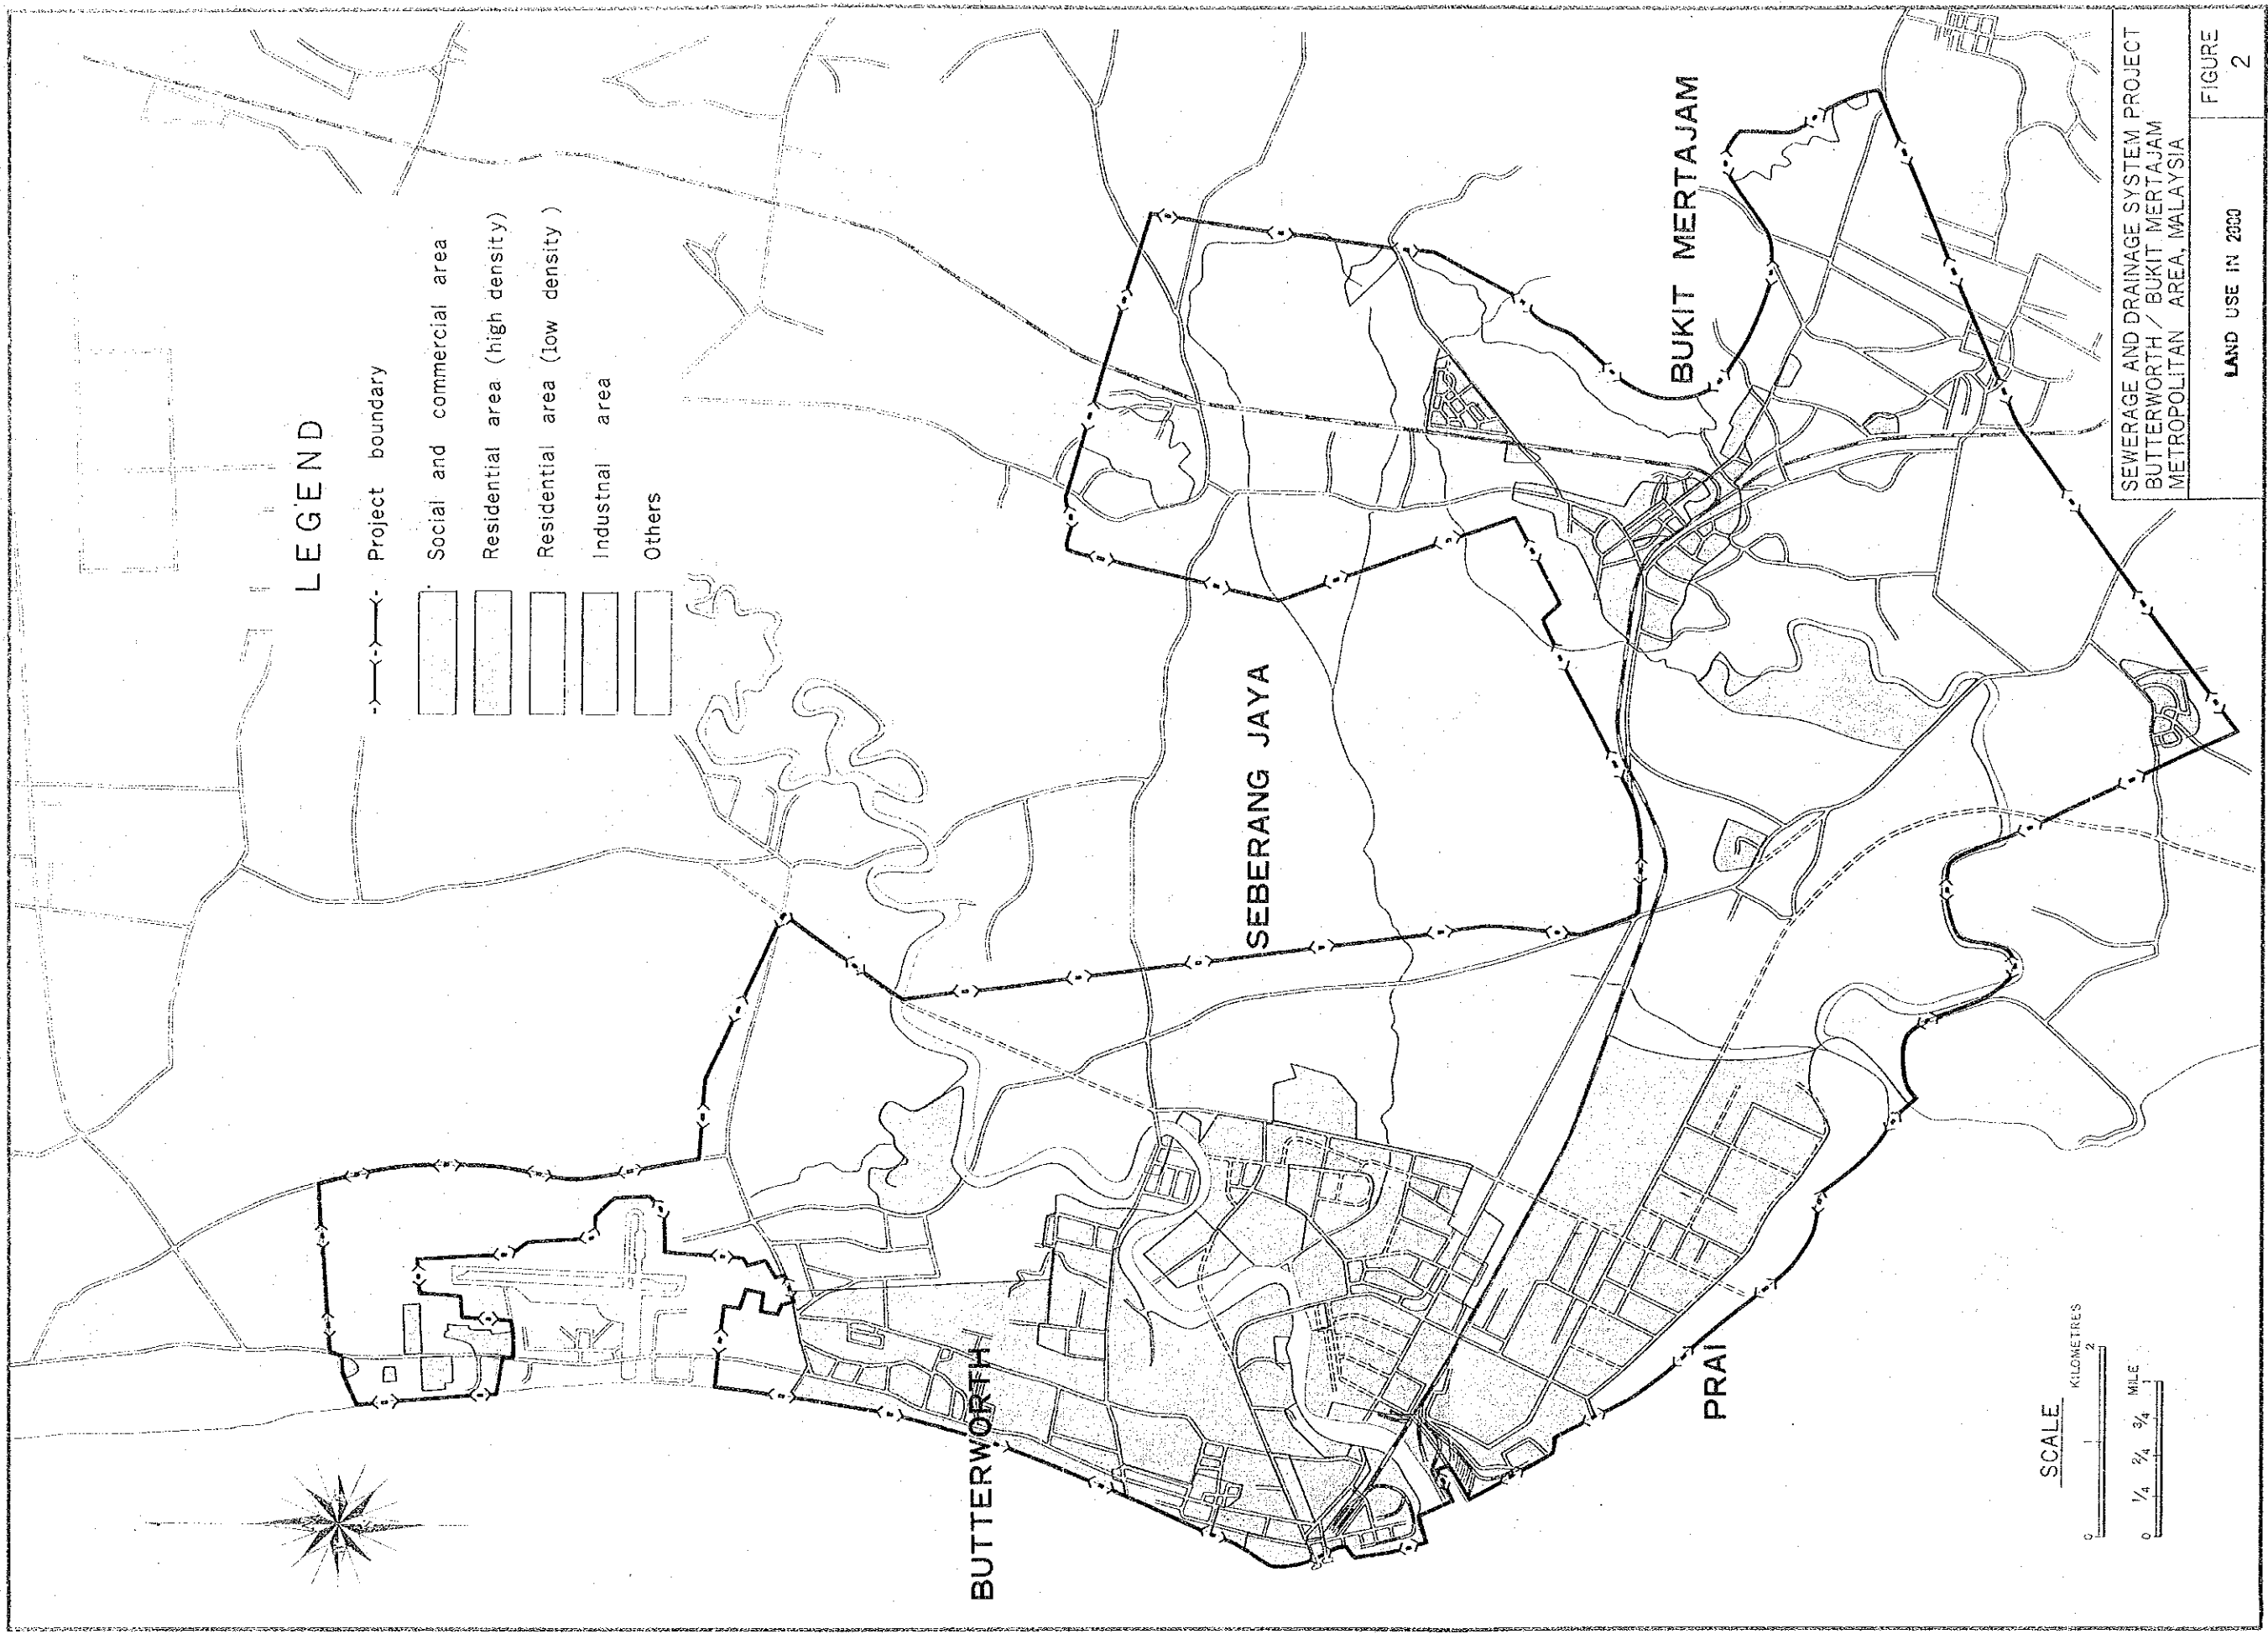 LEGEND
Project boundary
Social and commercial area
Residential area (high density)
Residential area (low density)
Industrial area
Others
BUTTERWORTH
SEBERANG JAYA
BUKIT MERTAJAM
PRAI
SCALE
KILOMETRES
0 1 2
MILE
0 1/4 2/4 3/4 1
SEWERAGE AND DRAINAGE SYSTEM PROJECT
BUTTERWORTH / BUKIT MERTAJAM
METROPOLITAN AREA, MALAYSIA
LAND USE IN 2000
FIGURE
2